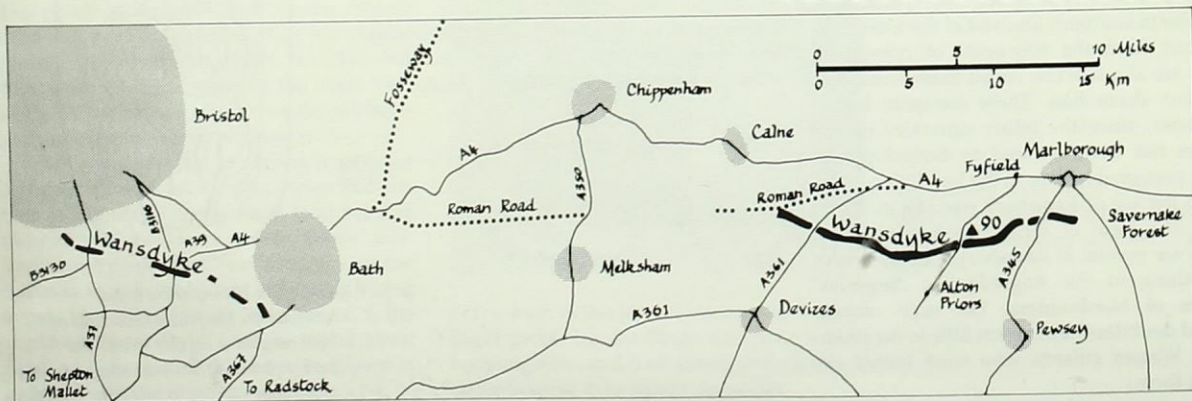 0 5 10 Miles
0 5 10 15 Km
Bristol
Fosseway
Chippenham
Calne
A4
A350
Marlborough
Fyfield
A4
Roman Road
Roman Road
Wansdyke
B3116
A39
A4
Bath
B3130
Wansdyke
90
Savernake
Forest
Melksham
A361
A345
Alton
Priors
A37
A361
Devizes
Pewsey
A367
To Shepton
Mallet
To Radstock